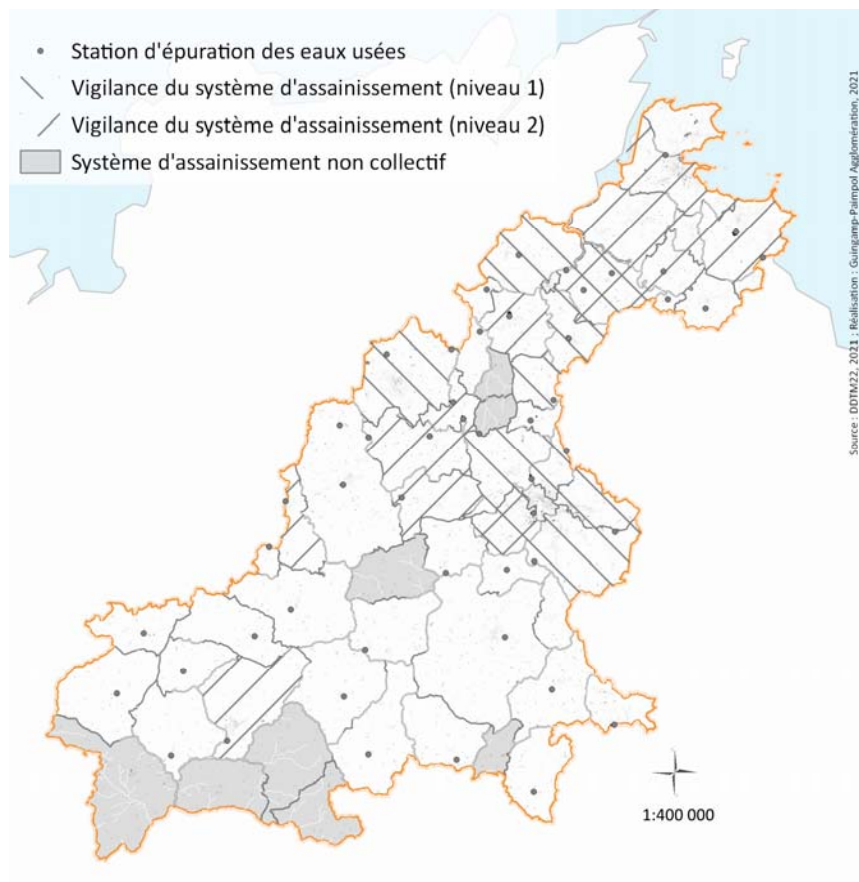 Station d'épuration des eaux usées
Vigilance du système d'assainissement (niveau 1)
Vigilance du système d'assainissement (niveau 2)
Système d'assainissement non collectif
Source : DDTM22, 2021 ; Réalisation : Guingamp-Paimpol Agglomération, 2021
1:400 000